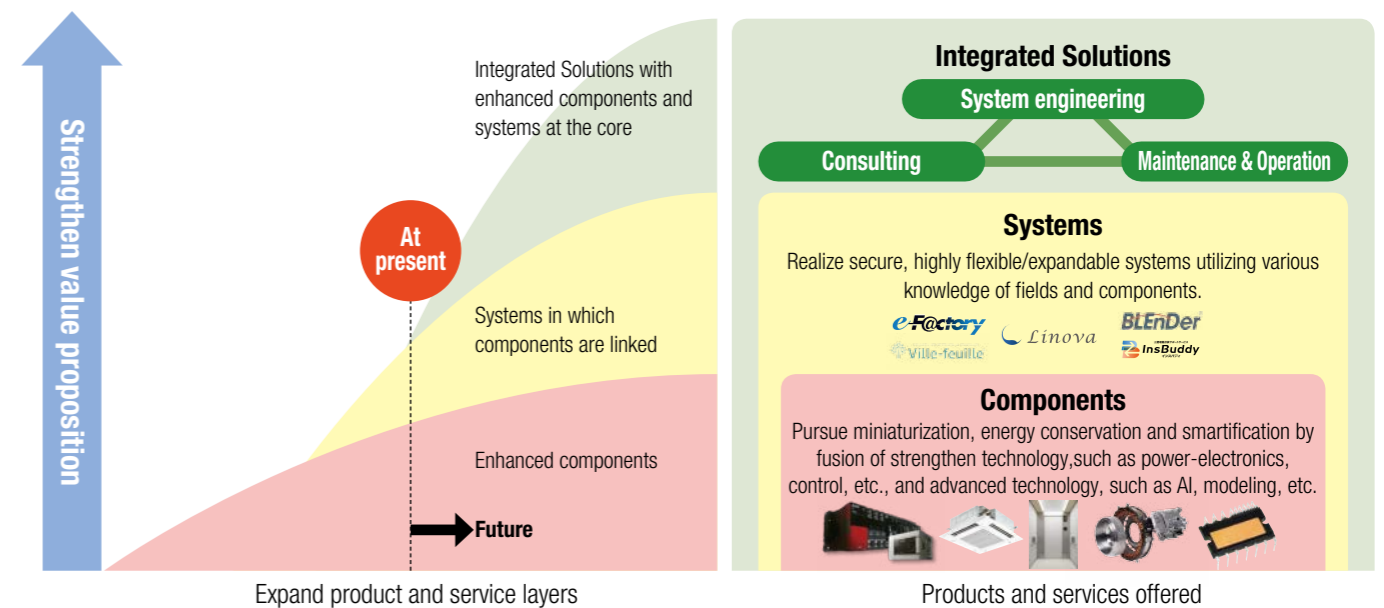 Strengthen value proposition
Integrated Solutions with
enhanced components and
systems at the core
At
present
Systems in which
components are linked
Enhanced components
Future
Expand product and service layers
Integrated Solutions
System engineering
Consulting
Maintenance & Operation
Systems
Realize secure, highly flexible/expandable systems utilizing various
knowledge of fields and components.
e-F@ctory
Linova
BLEnDer
Ville-feuille
InsBuddy
Components
Pursue miniaturization, energy conservation and smartification by
fusion of strengthen technology,such as power-electronics,
control, etc., and advanced technology, such as AI, modeling, etc.
Products and services offered